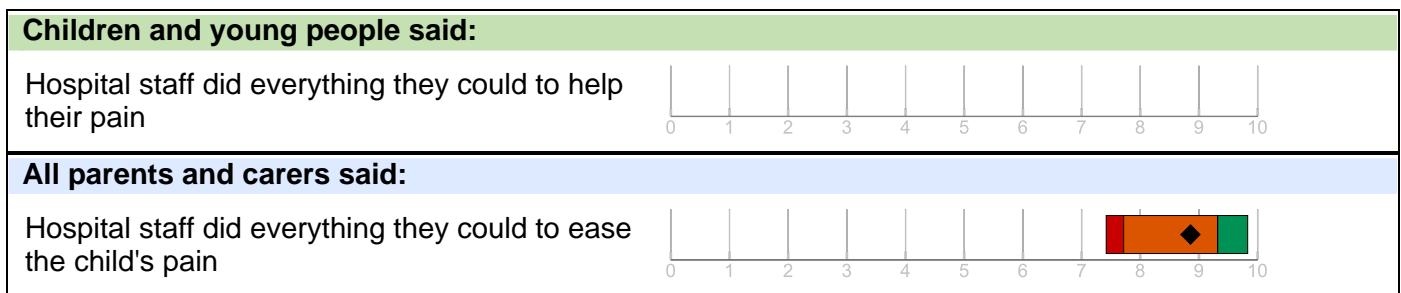 Children and young people said:
Hospital staff did everything they could to help
their pain
0 1 2 3 4 5 6 7 8 9 10
All parents and carers said:
Hospital staff did everything they could to ease
the child's pain
0 1 2 3 4 5 6 7 8 9 10